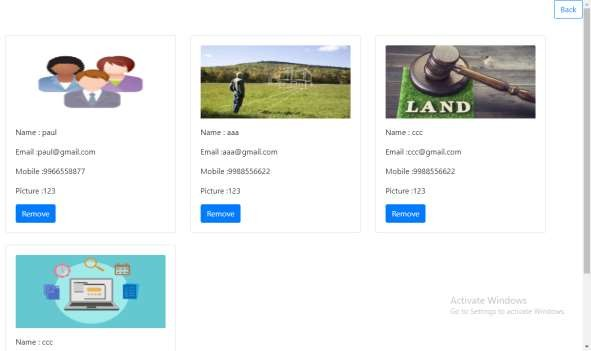 Back
LAND
Name : paul
Email :paul@gmail.com
Mobile :9966558877
Picture :123
Remove
Name : aaa
Email :aaa@gmail.com
Mobile :9988556622
Picture :123
Remove
Name : ccc
Email :ccc@gmail.com
Mobile :9988556622
Picture :123
Remove
Name : ccc
Activate Windows
Go to Settings to activate Windows.